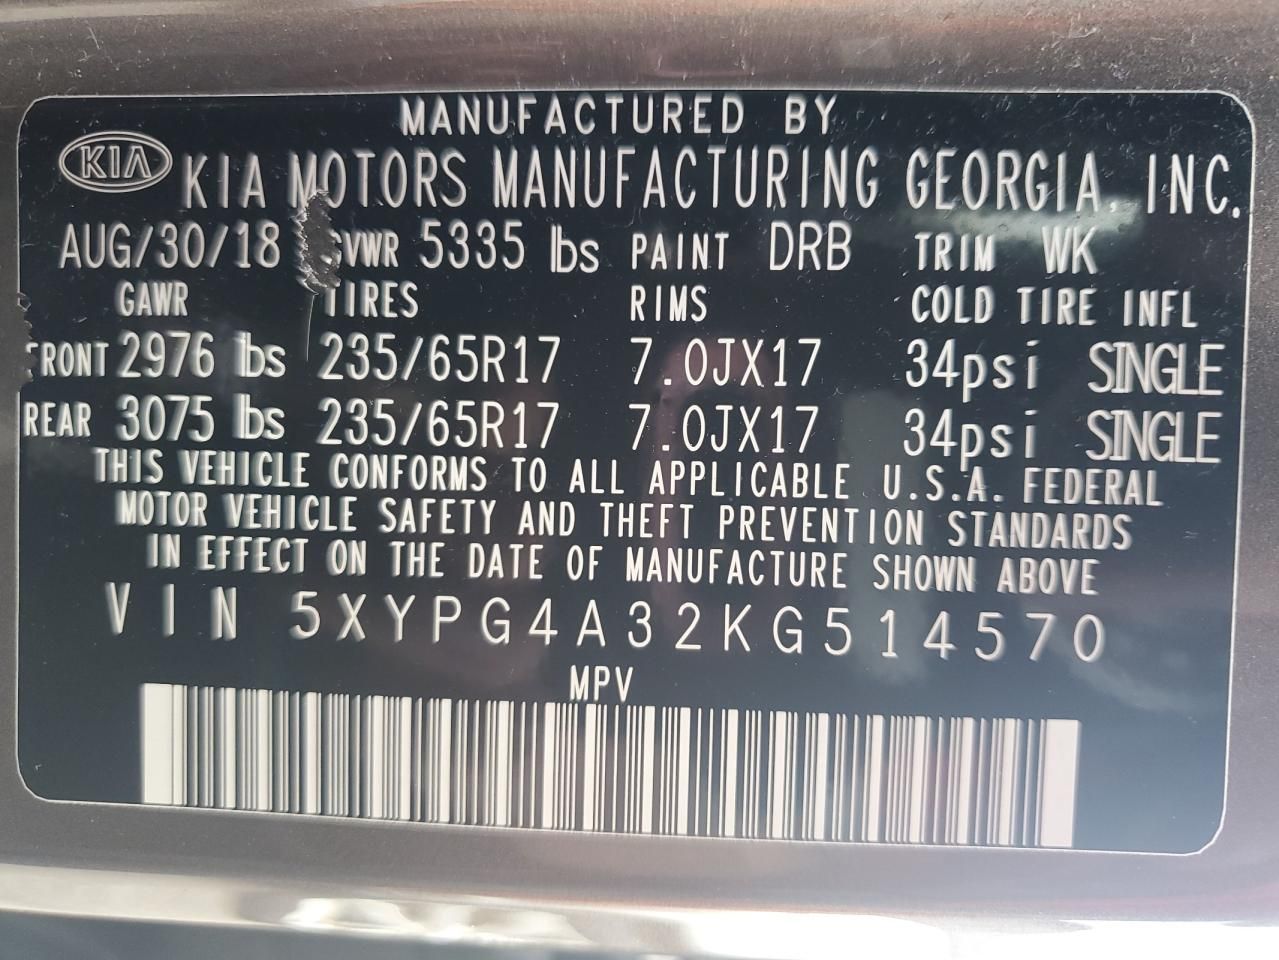 MANUFACTURED BY
KIA KIA MOTORS MANUFACTURING GEORGIA, INC.
AUG/30/18 GVWR 5335 lbs PAINT DRB TRIM WK
GAWR TIRES RIMS COLD TIRE INFL
FRONT 2976 lbs 235/65R17 7.0JX17 34psi SINGLE
REAR 3075 lbs 235/65R17 7.0JX17 34psi SINGLE
THIS VEHICLE CONFORMS TO ALL APPLICABLE U.S.A. FEDERAL
MOTOR VEHICLE SAFETY AND THEFT PREVENTION STANDARDS
IN EFFECT ON THE DATE OF MANUFACTURE SHOWN ABOVE
VIN 5XYPG4A32KG514570
MPV